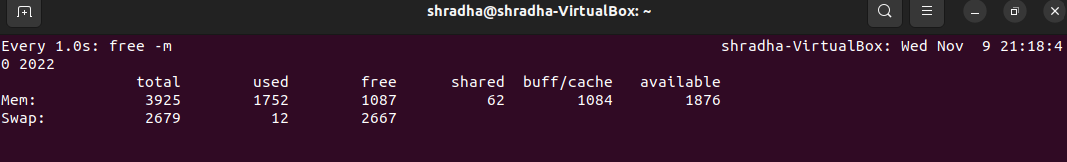 shradha@shradha-VirtualBox: ~
Every 1.0s: free -m shradha-VirtualBox: Wed Nov  9 21:18:4
0 2022
total used free shared buff/cache available
Mem: 3925 1752 1087 62 1084 1876
Swap: 2679 12 2667